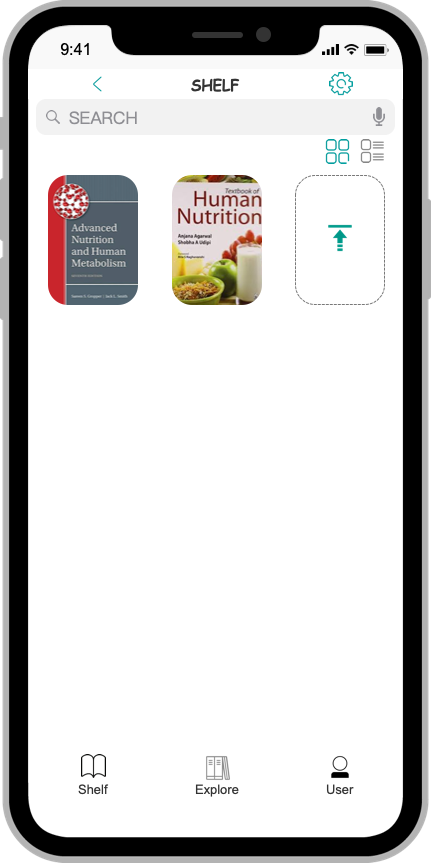 9:41
SHELF
SEARCH
Advanced
Nutrition
and Human
Metabolism
Textbook of
Human
Nutrition
Anjana Agarwal
Shobha A Udipi
Shelf
Explore
User